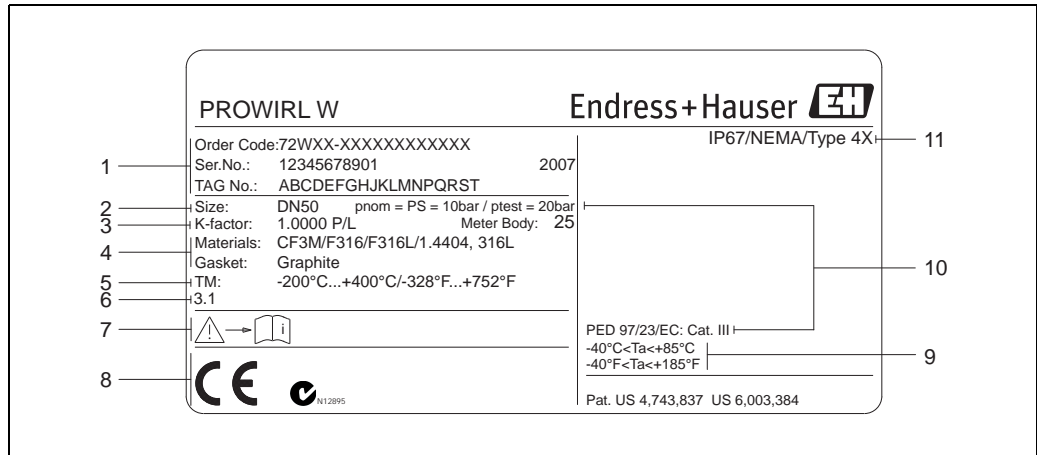 PROWIRL W
Endress+Hauser EH
IP67/NEMA/Type 4X
11
1
Order Code:72WXX-XXXXXXXXXXXX
Ser.No.: 12345678901 2007
TAG No.: ABCDEFGHJKLMNPQRST
2
Size: DN50 pnom = PS = 10bar / ptest = 20bar
3
K-factor: 1.0000 P/L Meter Body: 25
4
Materials: CF3M/F316/F316L/1.4404, 316L
Gasket: Graphite
10
5
TM: -200°C...+400°C/-328°F...+752°F
6
3.1
7
i
PED 97/23/EC: Cat. III
-40°C<Ta<+85°C
-40°F<Ta<+185°F
9
8
CE
N12895
Pat. US 4,743,837 US 6,003,384